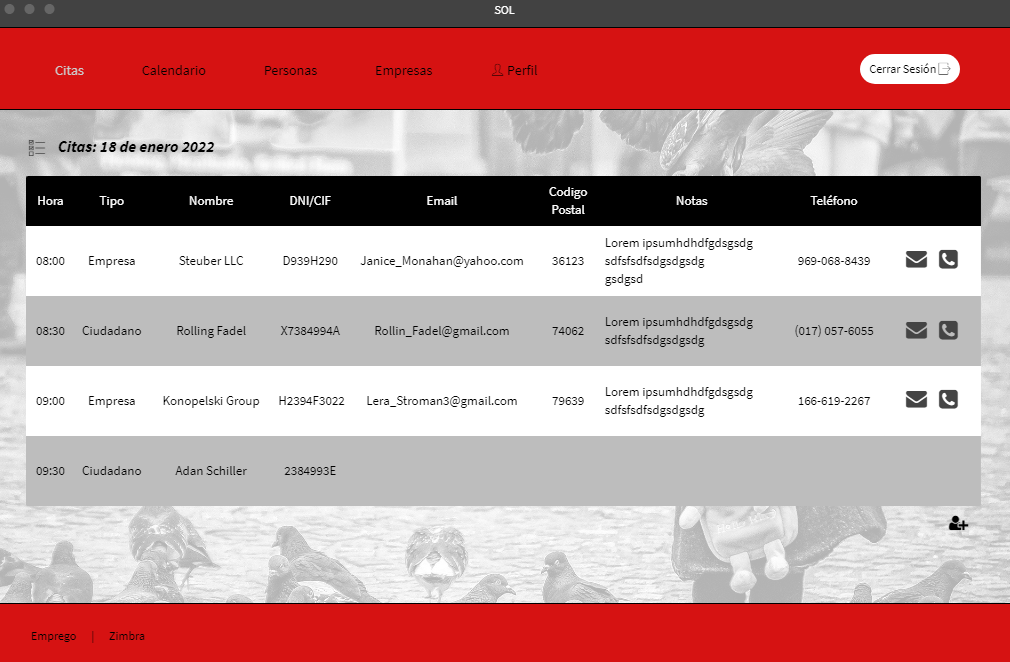 SOL
Citas Calendario Personas Empresas Perfil Cerrar Sesión
Citas: 18 de enero 2022
Hora Tipo Nombre DNI/CIF Email Codigo Postal Notas Teléfono
08:00 Empresa Steuber LLC D939H290 Janice_Monahan@yahoo.com 36123 Lorem ipsumhdhdfgdsgsdg 969-068-8439
sdfsfsdfsdgsdgsdg
gsdgsd
08:30 Ciudadano Rolling Fadel X7384994A Rollin_Fadel@gmail.com 74062 Lorem ipsumhdhdfgdsgsdg (017) 057-6055
sdfsfsdfsdgsdgsdg
09:00 Empresa Konopelski Group H2394F3022 Lera_Stroman3@gmail.com 79639 Lorem ipsumhdhdfgdsgsdg 166-619-2267
sdfsfsdfsdgsdgsdg
09:30 Ciudadano Adan Schiller 2384993E
Emprego | Zimbra